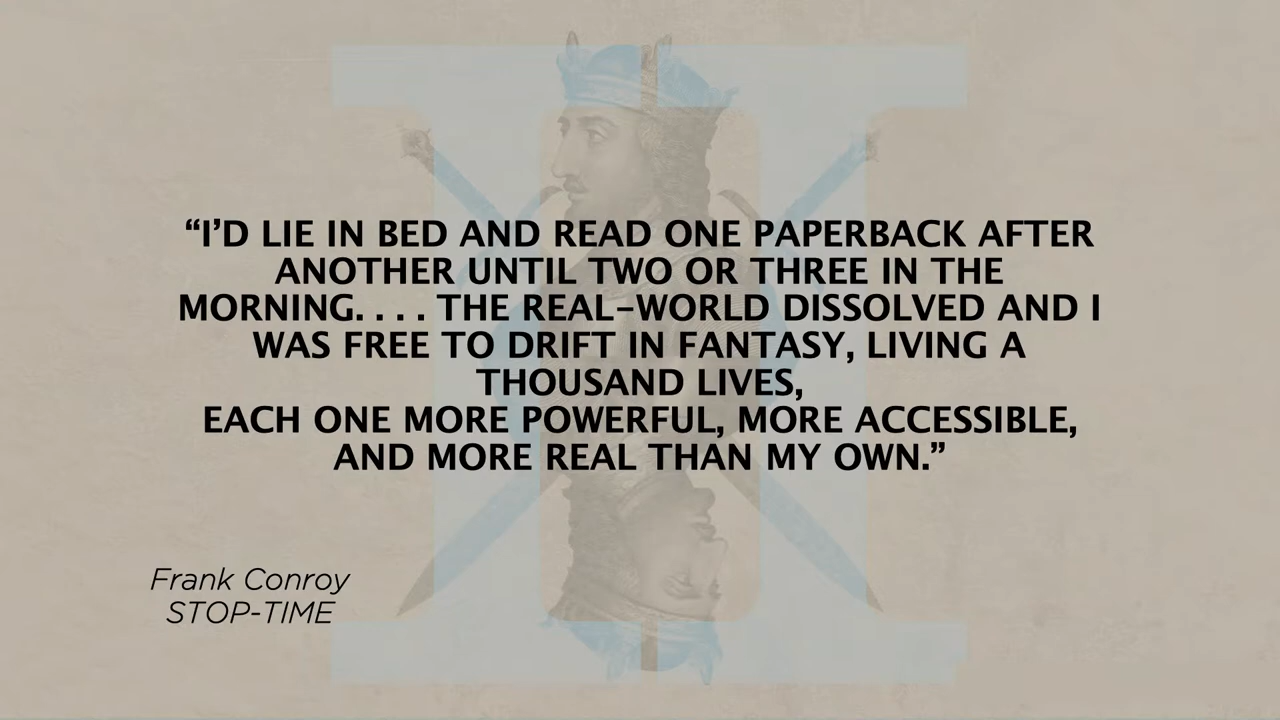 “I’D LIE IN BED AND READ ONE PAPERBACK AFTER
ANOTHER UNTIL TWO OR THREE IN THE
MORNING. . . . THE REAL–WORLD DISSOLVED AND I
WAS FREE TO DRIFT IN FANTASY, LIVING A
THOUSAND LIVES,
EACH ONE MORE POWERFUL, MORE ACCESSIBLE,
AND MORE REAL THAN MY OWN.”
Frank Conroy
STOP-TIME